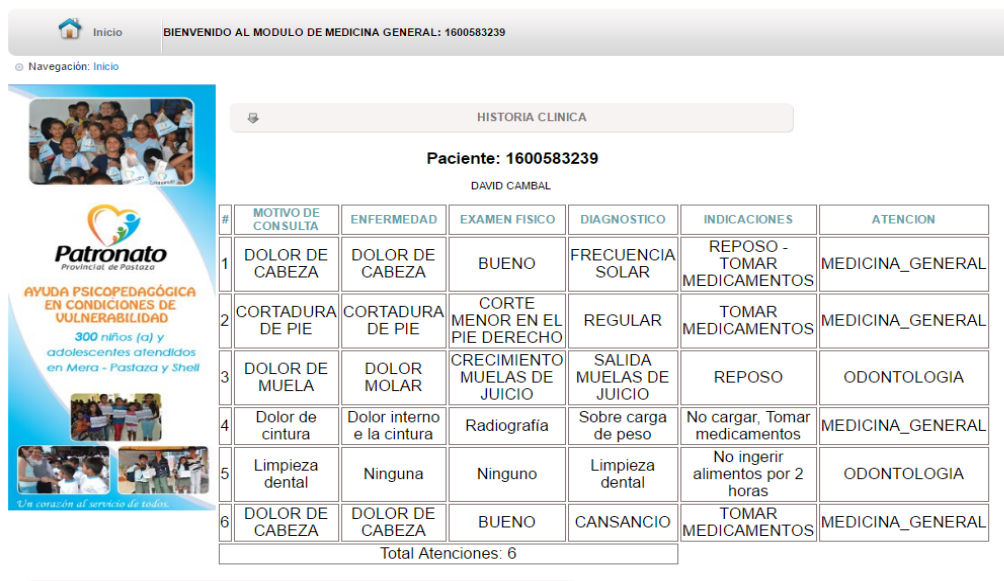 Inicio
BIENVENIDO AL MODULO DE MEDICINA GENERAL: 1600583239
Navegación: Inicio
Patronato
Provincial de Pastaza
AYUDA PSICOPEDAGÓGICA
EN CONDICIONES DE
VULNERABILIDAD
300 niños (a) y
adolescentes atendidos
en Mera - Pastaza y Shell
Un corazón al servicio de todos.
HISTORIA CLINICA
Paciente: 1600583239
DAVID CAMBAL
# MOTIVO DE CONSULTA ENFERMEDAD EXAMEN FISICO DIAGNOSTICO INDICACIONES ATENCION
1 DOLOR DE CABEZA DOLOR DE CABEZA BUENO FRECUENCIA SOLAR REPOSO - TOMAR MEDICAMENTOS MEDICINA_GENERAL
2 CORTADURA DE PIE CORTADURA DE PIE CORTE MENOR EN EL PIE DERECHO REGULAR TOMAR MEDICAMENTOS MEDICINA_GENERAL
3 DOLOR DE MUELA DOLOR MOLAR CRECIMIENTO MUELAS DE JUICIO SALIDA MUELAS DE JUICIO REPOSO ODONTOLOGIA
4 Dolor de cintura Dolor interno e la cintura Radiografía Sobre carga de peso No cargar, Tomar medicamentos MEDICINA_GENERAL
5 Limpieza dental Ninguna Ninguno Limpieza dental No ingerir alimentos por 2 horas ODONTOLOGIA
6 DOLOR DE CABEZA DOLOR DE CABEZA BUENO CANSANCIO TOMAR MEDICAMENTOS MEDICINA_GENERAL
Total Atenciones: 6